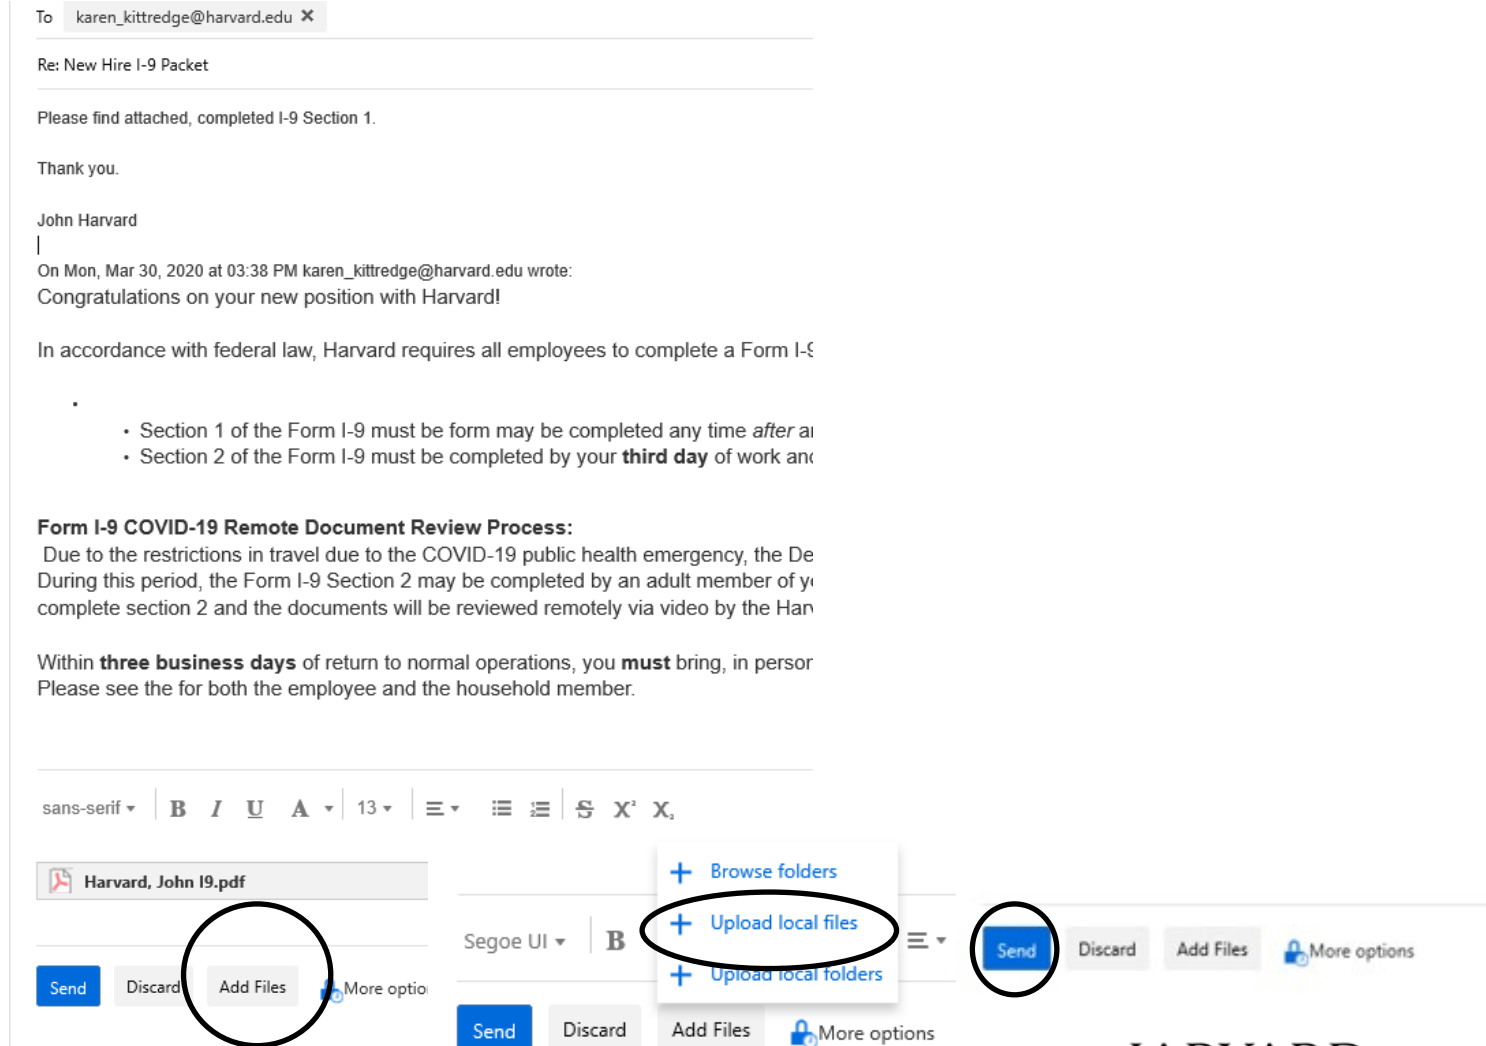 To karen_kittredge@harvard.edu ✕
Re: New Hire I-9 Packet
Please find attached, completed I-9 Section 1.
Thank you.
John Harvard
On Mon, Mar 30, 2020 at 03:38 PM karen_kittredge@harvard.edu wrote:
Congratulations on your new position with Harvard!
In accordance with federal law, Harvard requires all employees to complete a Form I-9
•
• Section 1 of the Form I-9 must be form may be completed any time after
• Section 2 of the Form I-9 must be completed by your third day of work and
Form I-9 COVID-19 Remote Document Review Process:
Due to the restrictions in travel due to the COVID-19 public health emergency, the
During this period, the Form I-9 Section 2 may be completed by an adult member of
complete section 2 and the documents will be reviewed remotely via video by the
Within three business days of return to normal operations, you must bring, in person
Please see the for both the employee and the household member.
sans-serif B I U A 13 S X² X₂
Harvard, John I9.pdf
Send Discard Add Files More
+ Browse folders
+ Upload local files
+ Upload local folders
Segoe UI B
Send Discard Add Files More options
Send Discard Add Files More options